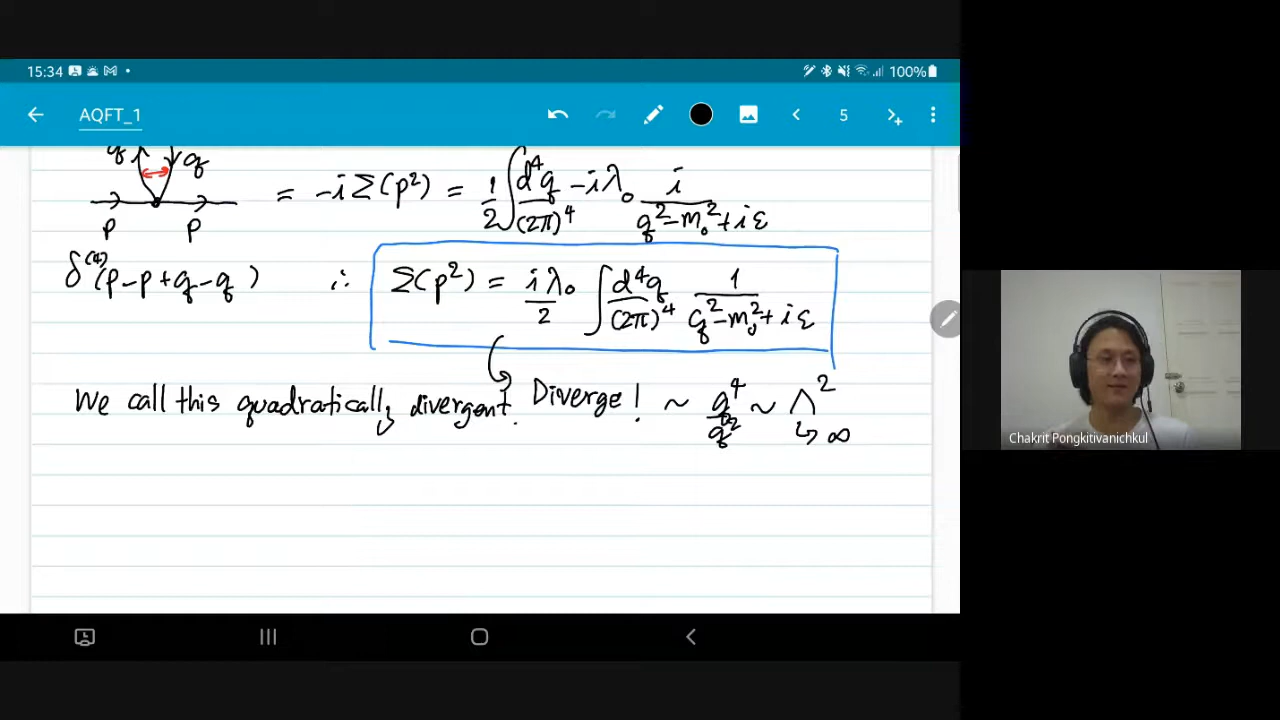 15:34 100%
AQFT_1 5
q q
p p = -iΣ(p²) = 1/2 ∫ d⁴q/(2π)⁴ -iλ₀ i/(q²-m₀²+iε)
δ⁽⁴⁾(p-p+q-q) ∴ Σ(p²) = iλ₀/2 ∫ d⁴q/(2π)⁴ 1/(q²-m₀²+iε)
We call this quadratically divergent. Diverge! ~ q⁴/q² ~ Λ²
↳ ∞
Chakrit Pongkitivanichkul